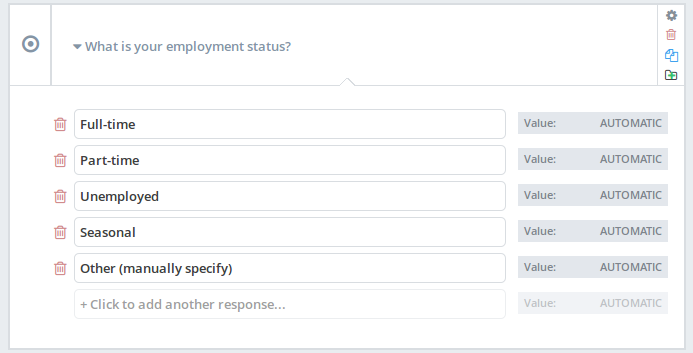 What is your employment status?
Full-time Value: AUTOMATIC
Part-time Value: AUTOMATIC
Unemployed Value: AUTOMATIC
Seasonal Value: AUTOMATIC
Other (manually specify) Value: AUTOMATIC
+ Click to add another response... Value: AUTOMATIC